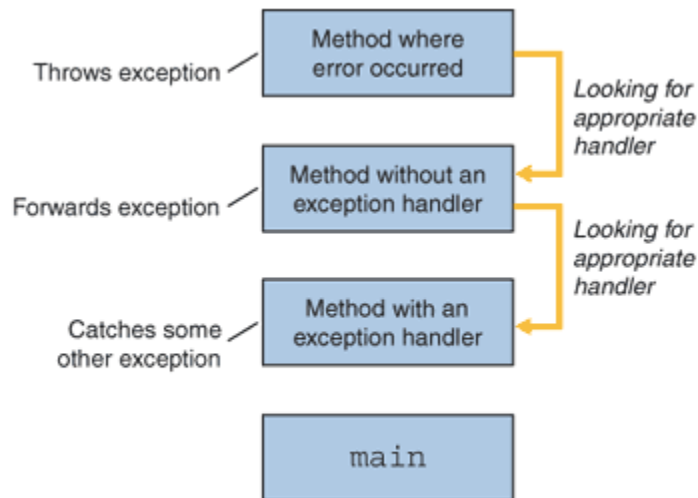 Method where
error occurred
Throws exception
Looking for
appropriate
handler
Method without an
exception handler
Forwards exception
Looking for
appropriate
handler
Method with an
exception handler
Catches some
other exception
main